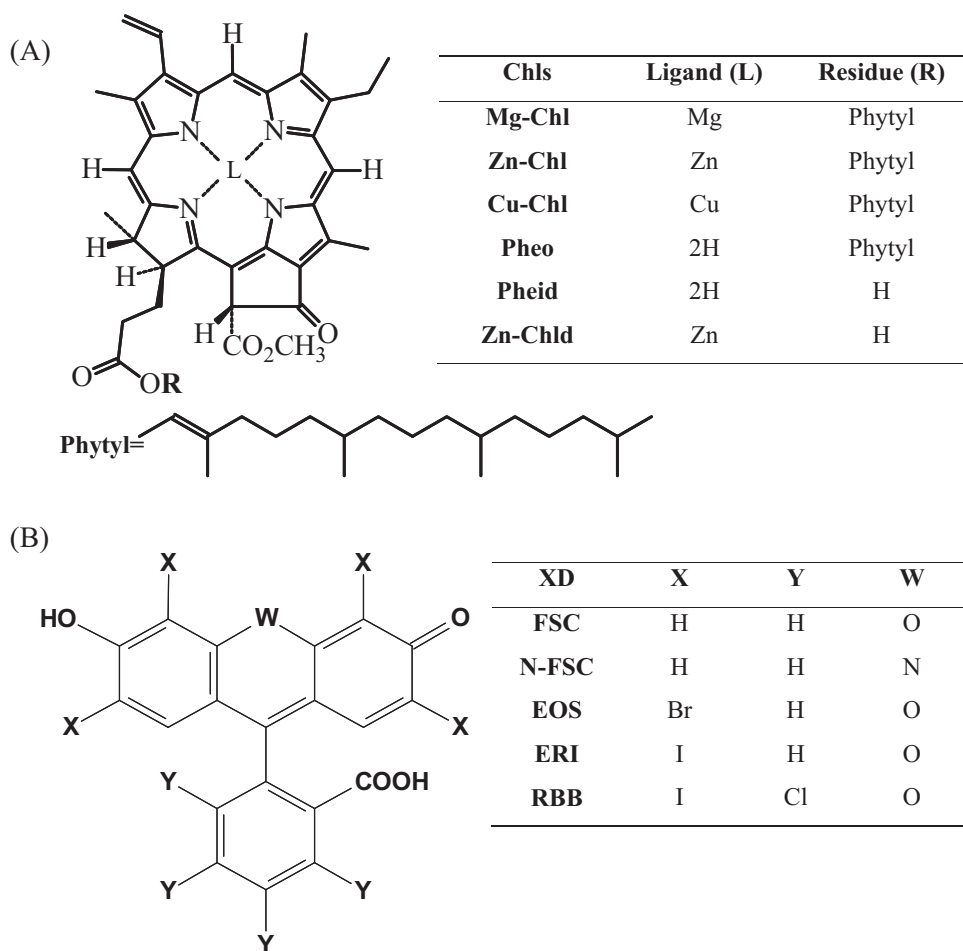 (A)
H
N
N
H
L
H
N
N
H
H
H
O
CO2CH3
O
OR
Phytyl=
Chls Ligand (L) Residue (R)
Mg-Chl Mg Phytyl
Zn-Chl Zn Phytyl
Cu-Chl Cu Phytyl
Pheo 2H Phytyl
Pheid 2H H
Zn-Chld Zn H
(B)
X X
HO W O
X X
Y COOH
Y Y
Y
XD X Y W
FSC H H O
N-FSC H H N
EOS Br H O
ERI I H O
RBB I Cl O